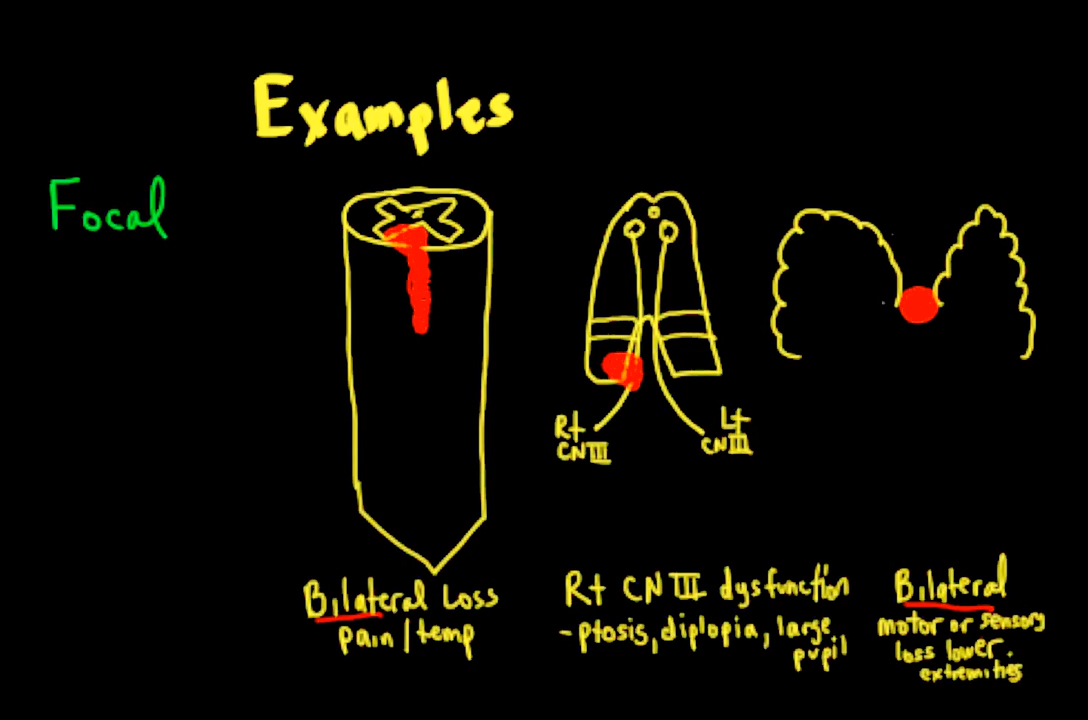 Examples
Focal
Rt
CN III
Lt
CN III
Bilateral Loss
pain/temp
Rt CN III dysfunction
-ptosis, diplopia, large
pupil
Bilateral
motor or sensory
loss lower.
extremities